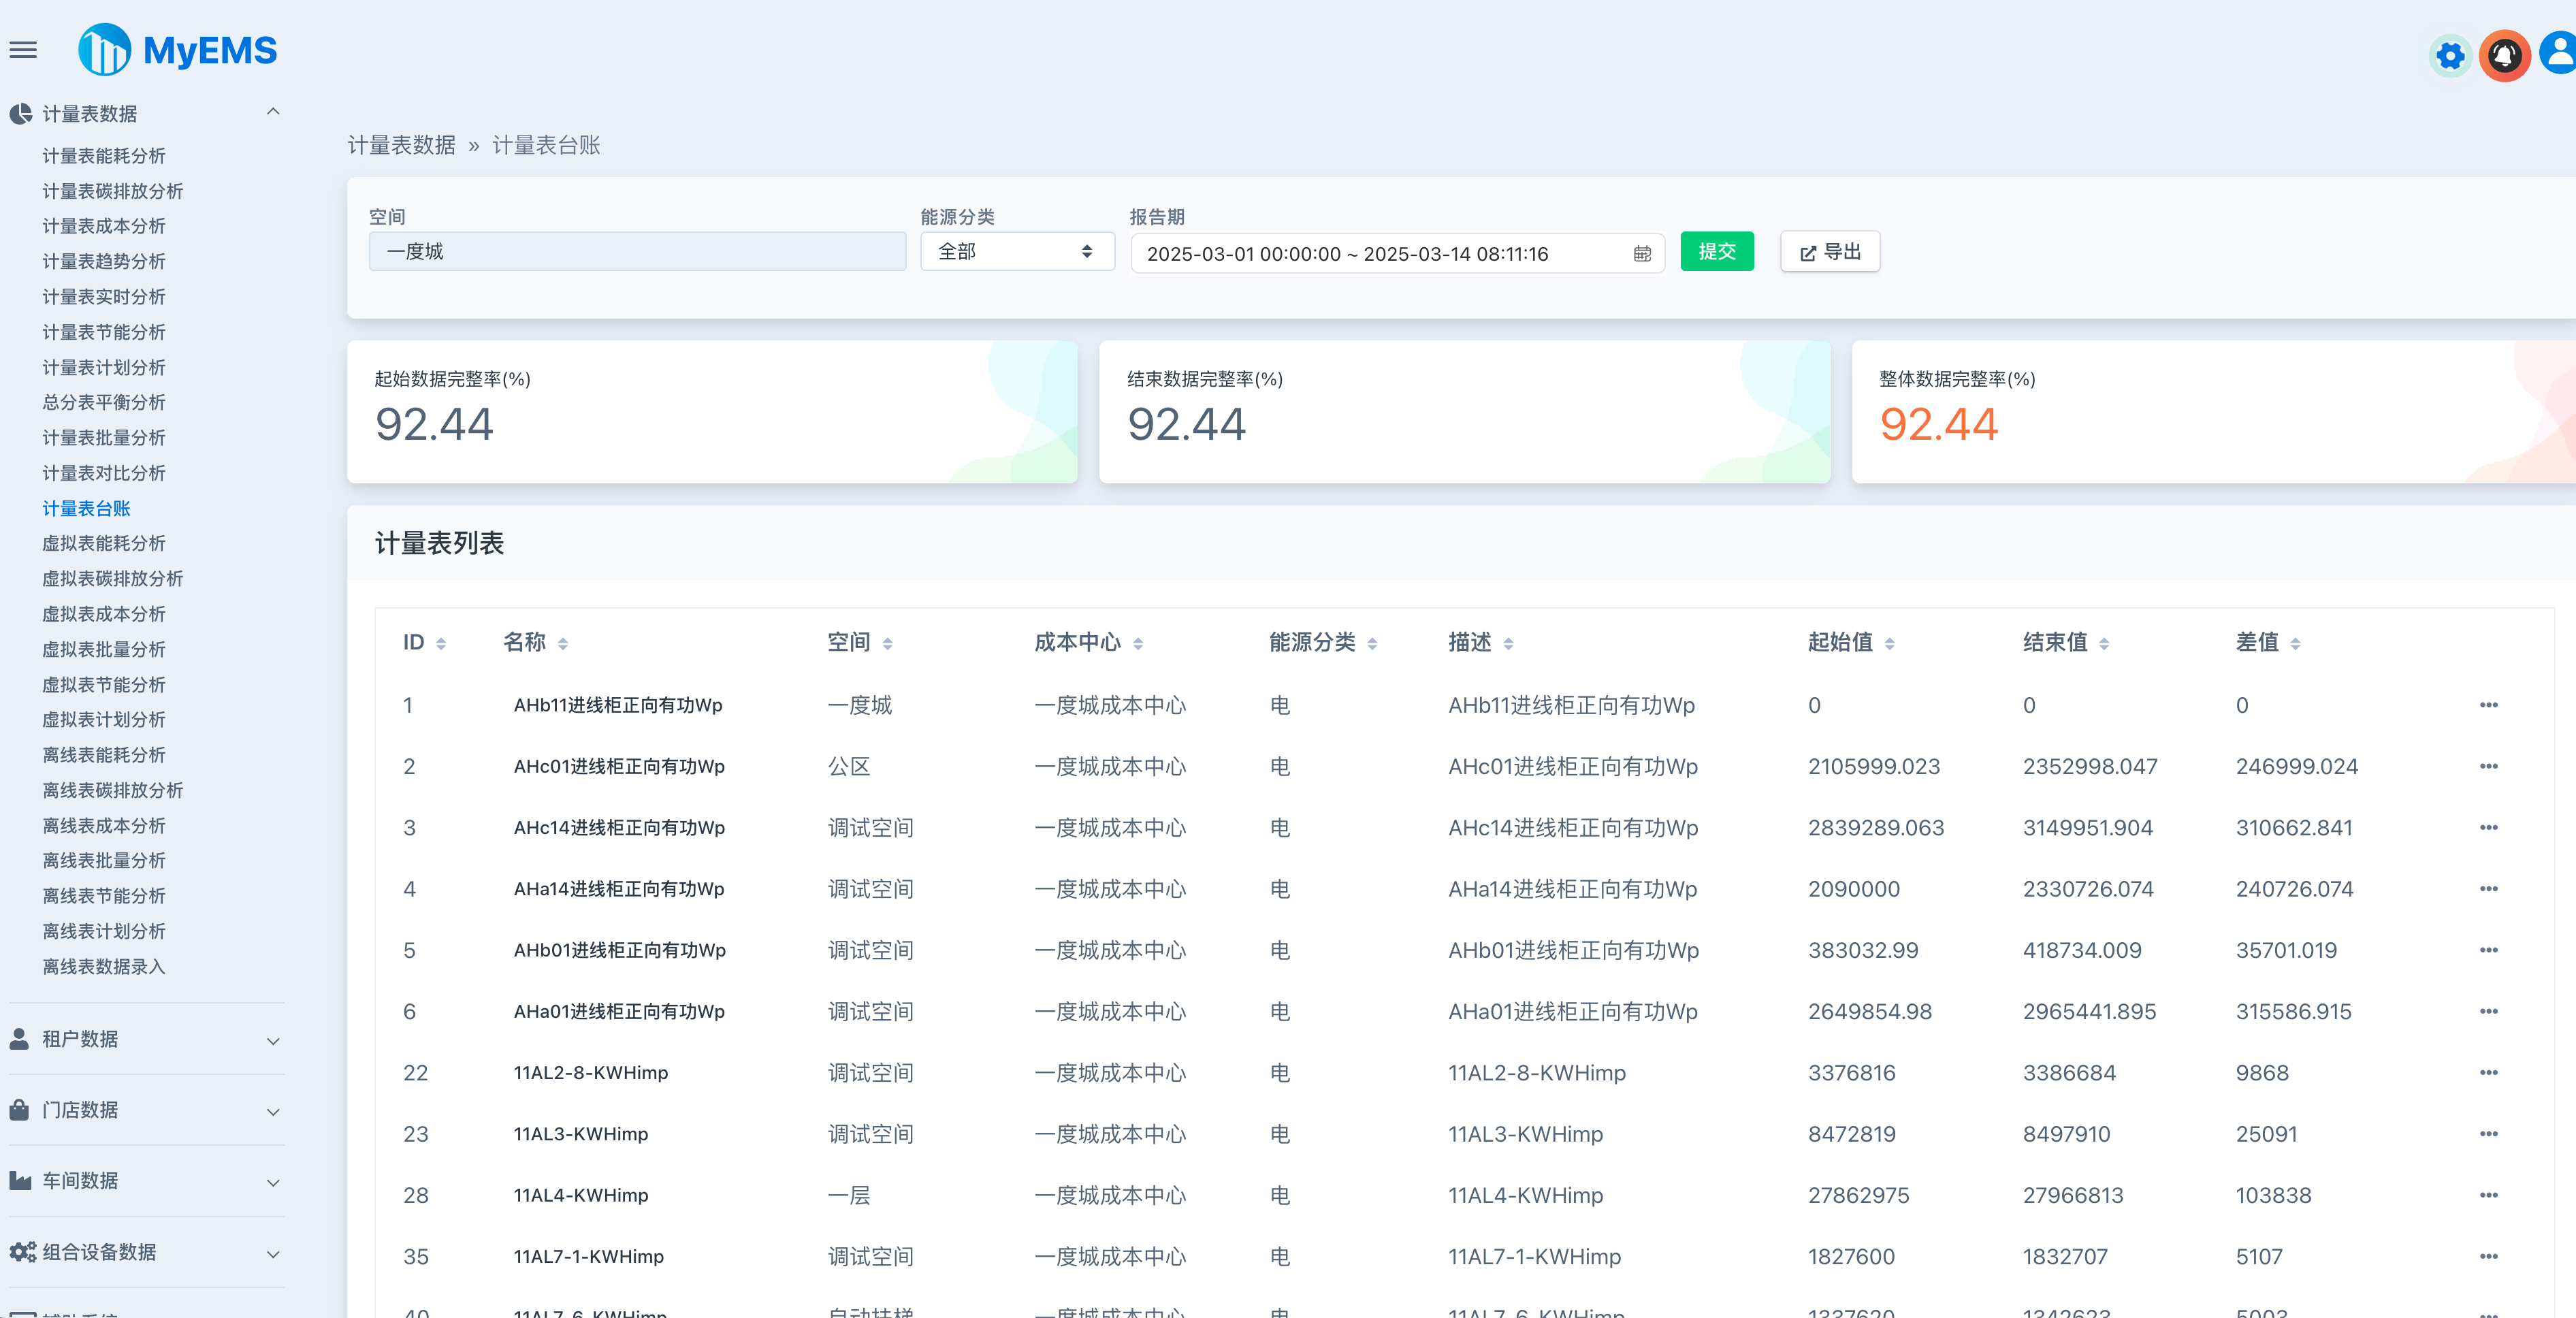 MyEMS
计量表数据
计量表能耗分析
计量表碳排放分析
计量表成本分析
计量表趋势分析
计量表实时分析
计量表节能分析
计量表计划分析
总分表平衡分析
计量表批量分析
计量表对比分析
计量表台账
虚拟表能耗分析
虚拟表碳排放分析
虚拟表成本分析
虚拟表批量分析
虚拟表节能分析
虚拟表计划分析
离线表能耗分析
离线表碳排放分析
离线表成本分析
离线表批量分析
离线表节能分析
离线表计划分析
离线表数据录入
租户数据
门店数据
车间数据
组合设备数据
计量表数据 » 计量表台账
空间 能源分类 报告期
一度城 全部 2025-03-01 00:00:00 ~ 2025-03-14 08:11:16 提交 导出
起始数据完整率(%) 结束数据完整率(%) 整体数据完整率(%)
92.44 92.44 92.44
计量表列表
ID 名称 空间 成本中心 能源分类 描述 起始值 结束值 差值
1 AHb11进线柜正向有功Wp 一度城 一度城成本中心 电 AHb11进线柜正向有功Wp 0 0 0
2 AHc01进线柜正向有功Wp 公区 一度城成本中心 电 AHc01进线柜正向有功Wp 2105999.023 2352998.047 246999.024
3 AHc14进线柜正向有功Wp 调试空间 一度城成本中心 电 AHc14进线柜正向有功Wp 2839289.063 3149951.904 310662.841
4 AHa14进线柜正向有功Wp 调试空间 一度城成本中心 电 AHa14进线柜正向有功Wp 2090000 2330726.074 240726.074
5 AHb01进线柜正向有功Wp 调试空间 一度城成本中心 电 AHb01进线柜正向有功Wp 383032.99 418734.009 35701.019
6 AHa01进线柜正向有功Wp 调试空间 一度城成本中心 电 AHa01进线柜正向有功Wp 2649854.98 2965441.895 315586.915
22 11AL2-8-KWHimp 调试空间 一度城成本中心 电 11AL2-8-KWHimp 3376816 3386684 9868
23 11AL3-KWHimp 调试空间 一度城成本中心 电 11AL3-KWHimp 8472819 8497910 25091
28 11AL4-KWHimp 一层 一度城成本中心 电 11AL4-KWHimp 27862975 27966813 103838
35 11AL7-1-KWHimp 调试空间 一度城成本中心 电 11AL7-1-KWHimp 1827600 1832707 5107
40 11AL7-6-KWHimp 自动扶梯 一度城成本中心 电 11AL7-6-KWHimp 1337620 1342623 5003